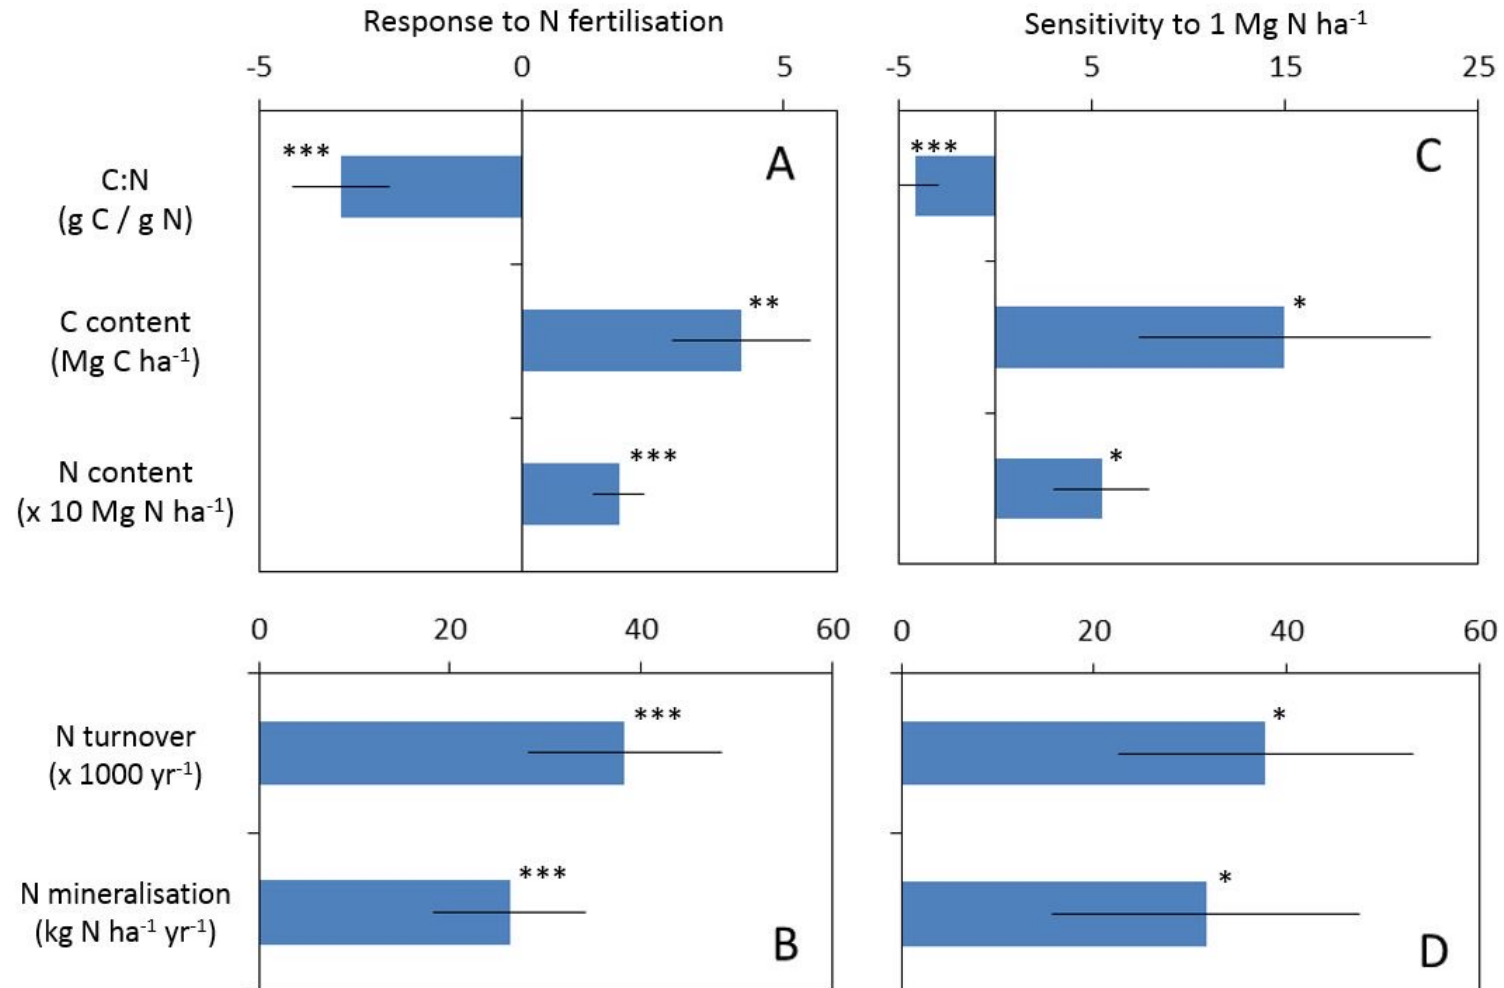 Response to N fertilisation
Sensitivity to 1 Mg N ha⁻¹
-5 0 5
-5 5 15 25
A
C
C:N
(g C / g N)
***
***
C content
(Mg C ha⁻¹)
**
*
N content
(x 10 Mg N ha⁻¹)
***
*
0 20 40 60
0 20 40 60
N turnover
(x 1000 yr⁻¹)
***
*
N mineralisation
(kg N ha⁻¹ yr⁻¹)
***
*
B
D